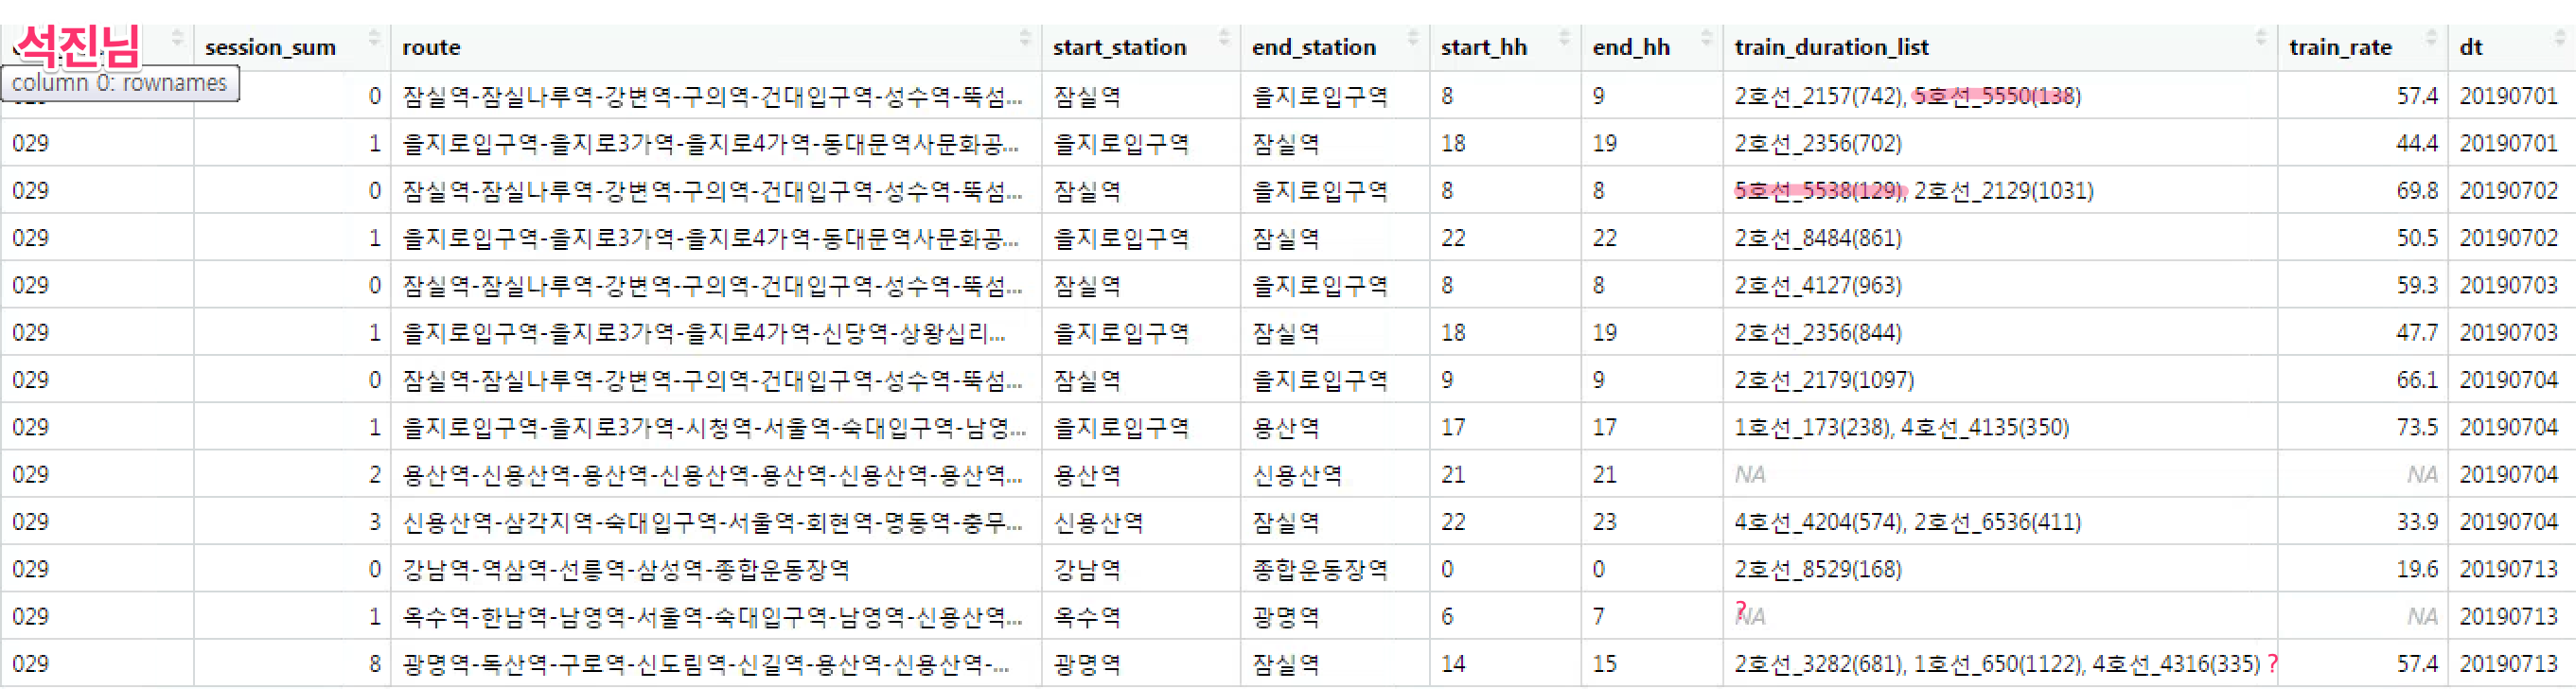 석진님 session_sum route start_station end_station start_hh end_hh train_duration_list train_rate dt
column 0: rownames
0 잠실역-잠실나루역-강변역-구의역-건대입구역-성수역-뚝섬... 잠실역 을지로입구역 8 9 2호선_2157(742), 5호선_5550(138) 57.4 20190701
029 1 을지로입구역-을지로3가역-을지로4가역-동대문역사문화공... 을지로입구역 잠실역 18 19 2호선_2356(702) 44.4 20190701
029 0 잠실역-잠실나루역-강변역-구의역-건대입구역-성수역-뚝섬... 잠실역 을지로입구역 8 8 5호선_5538(129), 2호선_2129(1031) 69.8 20190702
029 1 을지로입구역-을지로3가역-을지로4가역-동대문역사문화공... 을지로입구역 잠실역 22 22 2호선_8484(861) 50.5 20190702
029 0 잠실역-잠실나루역-강변역-구의역-건대입구역-성수역-뚝섬... 잠실역 을지로입구역 8 8 2호선_4127(963) 59.3 20190703
029 1 을지로입구역-을지로3가역-을지로4가역-신당역-상왕십리... 을지로입구역 잠실역 18 19 2호선_2356(844) 47.7 20190703
029 0 잠실역-잠실나루역-강변역-구의역-건대입구역-성수역-뚝섬... 잠실역 을지로입구역 9 9 2호선_2179(1097) 66.1 20190704
029 1 을지로입구역-을지로3가역-시청역-서울역-숙대입구역-남영... 을지로입구역 용산역 17 17 1호선_173(238), 4호선_4135(350) 73.5 20190704
029 2 용산역-신용산역-용산역-신용산역-용산역-신용산역-용산역... 용산역 신용산역 21 21 NA NA 20190704
029 3 신용산역-삼각지역-숙대입구역-서울역-회현역-명동역-충무... 신용산역 잠실역 22 23 4호선_4204(574), 2호선_6536(411) 33.9 20190704
029 0 강남역-역삼역-선릉역-삼성역-종합운동장역 강남역 종합운동장역 0 0 2호선_8529(168) 19.6 20190713
029 1 옥수역-한남역-남영역-서울역-숙대입구역-남영역-신용산역... 옥수역 광명역 6 7 ? NA NA 20190713
029 8 광명역-독산역-구로역-신도림역-신길역-용산역-신용산역-... 광명역 잠실역 14 15 2호선_3282(681), 1호선_650(1122), 4호선_4316(335) ? 57.4 20190713